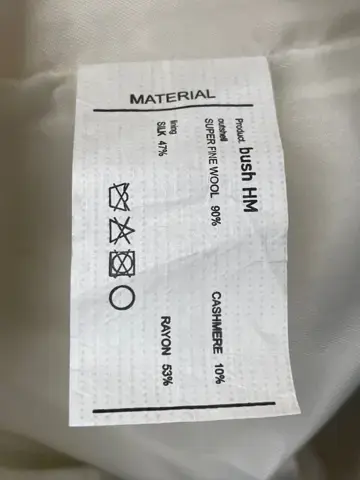 MATERIAL
Product. bush HM
outshell
SUPER FINE WOOL 90% CASHMERE 10%
lining
SILK 47% RAYON 53%